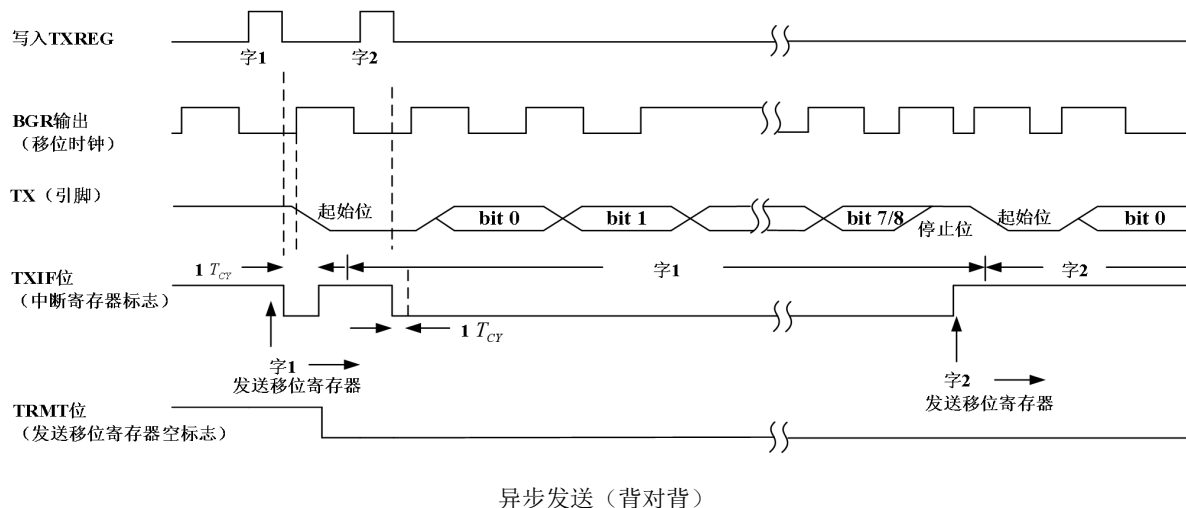 写入TXREG
字1
字2
BGR输出
（移位时钟）
TX（引脚）
起始位
bit 0
bit 1
bit 7/8
停止位
起始位
bit 0
1 TCY
字1
字2
TXIF位
（中断寄存器标志）
1 TCY
字1
发送移位寄存器
字2
发送移位寄存器
TRMT位
（发送移位寄存器空标志）
异步发送（背对背）